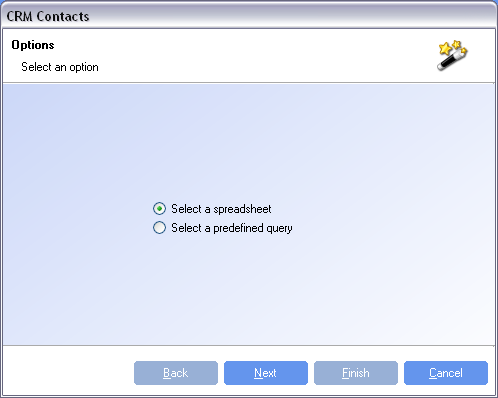 CRM Contacts
Options
Select an option
Select a spreadsheet
Select a predefined query
Back Next Finish Cancel